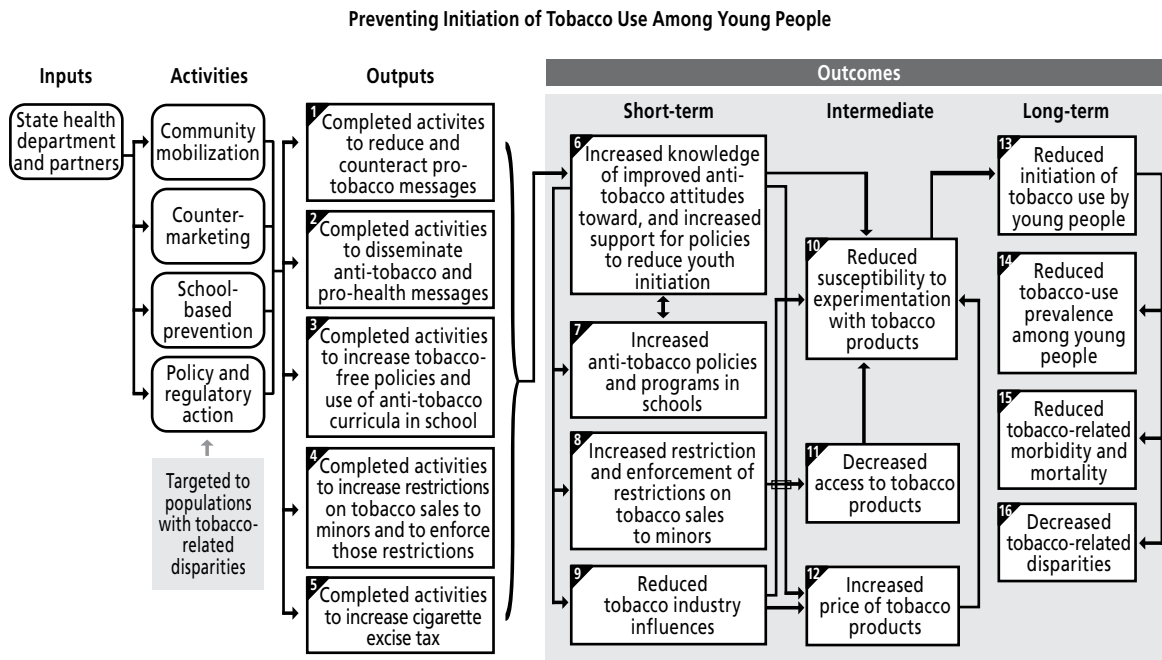 Preventing Initiation of Tobacco Use Among Young People
Inputs
Activities
Outputs
Outcomes
Short-term
Intermediate
Long-term
State health
department
and partners
Community
mobilization
Counter-
marketing
School-
based
prevention
Policy and
regulatory
action
Targeted to
populations
with tobacco-
related
disparities
1
Completed activites
to reduce and
counteract pro-
tobacco messages
2
Completed activities
to disseminate
anti-tobacco and
pro-health messages
3
Completed activities
to increase tobacco-
free policies and
use of anti-tobacco
curricula in school
4
Completed activities
to increase restrictions
on tobacco sales to
minors and to enforce
those restrictions
5
Completed activities
to increase cigarette
excise tax
6
Increased knowledge
of improved anti-
tobacco attitudes
toward, and increased
support for policies
to reduce youth
initiation
7
Increased
anti-tobacco policies
and programs in
schools
8
Increased restriction
and enforcement of
restrictions on
tobacco sales
to minors
9
Reduced
tobacco industry
influences
10
Reduced
susceptibility to
experimentation
with tobacco
products
11
Decreased
access to tobacco
products
12
Increased
price of tobacco
products
13
Reduced
initiation of
tobacco use by
young people
14
Reduced
tobacco-use
prevalence
among young
people
15
Reduced
tobacco-related
morbidity and
mortality
16
Decreased
tobacco-related
disparities